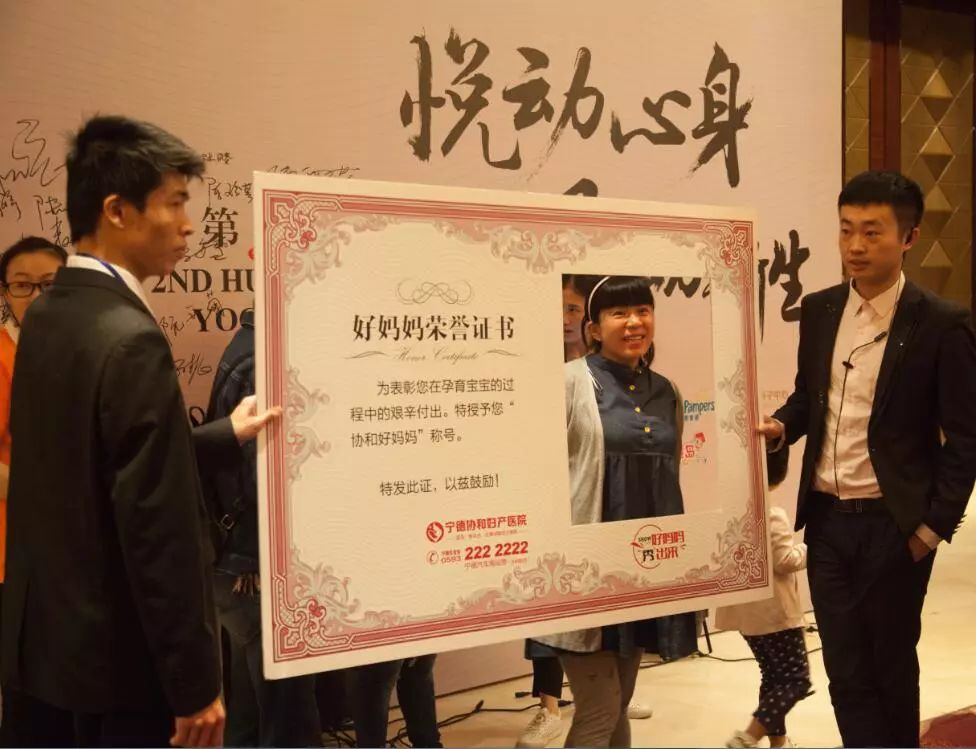 悦动心身
第
2ND HU
YOG
性
好妈妈荣誉证书
Honor Certificate
为表彰您在孕育宝宝的过
程中的艰辛付出。特授予您“
协和好妈妈”称号。
特发此证，以兹鼓励！
宁德协和妇产医院
0593 222 2222
Pampers
SHOW
好妈妈
秀出来